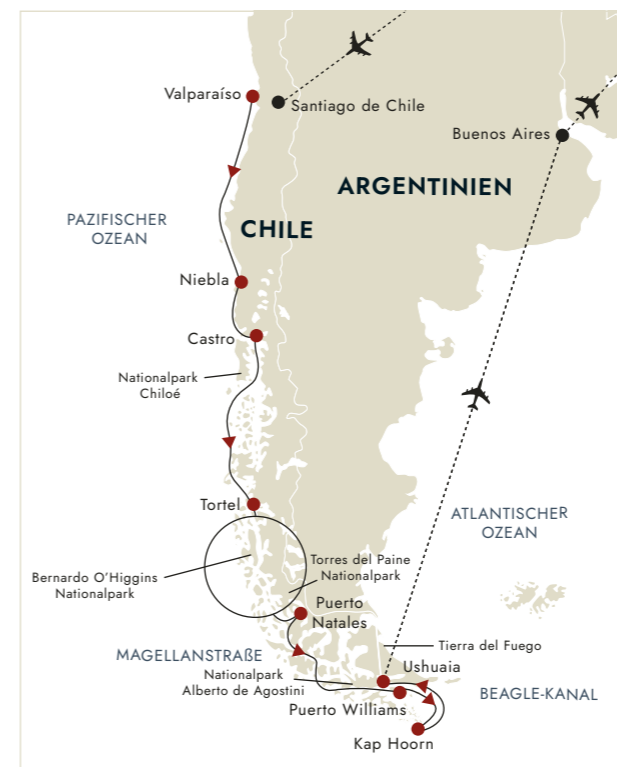 Valparaíso
Santiago de Chile
Buenos Aires
ARGENTINIEN
PAZIFISCHER
OZEAN
CHILE
Niebla
Castro
Nationalpark
Chiloé
Tortel
ATLANTISCHER
OZEAN
Bernardo O’Higgins
Nationalpark
Torres del Paine
Nationalpark
Puerto
Natales
Tierra del Fuego
MAGELLANSTRAßE
Ushuaia
Nationalpark
Alberto de Agostini
BEAGLE-KANAL
Puerto Williams
Kap Hoorn